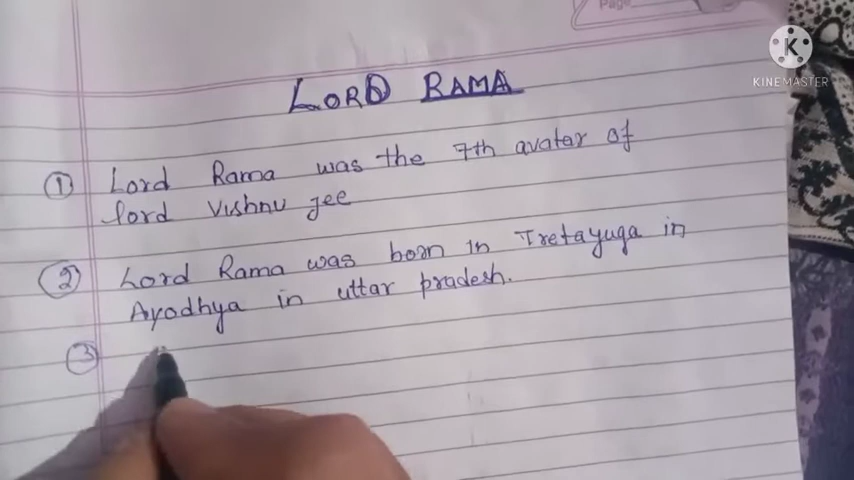 Page
K
KINEMASTER
LORD RAMA
① Lord Rama was the 7th avatar of
lord Vishnu jee
② Lord Rama was born in Tretayuga in
Ayodhya in uttar pradesh.
③